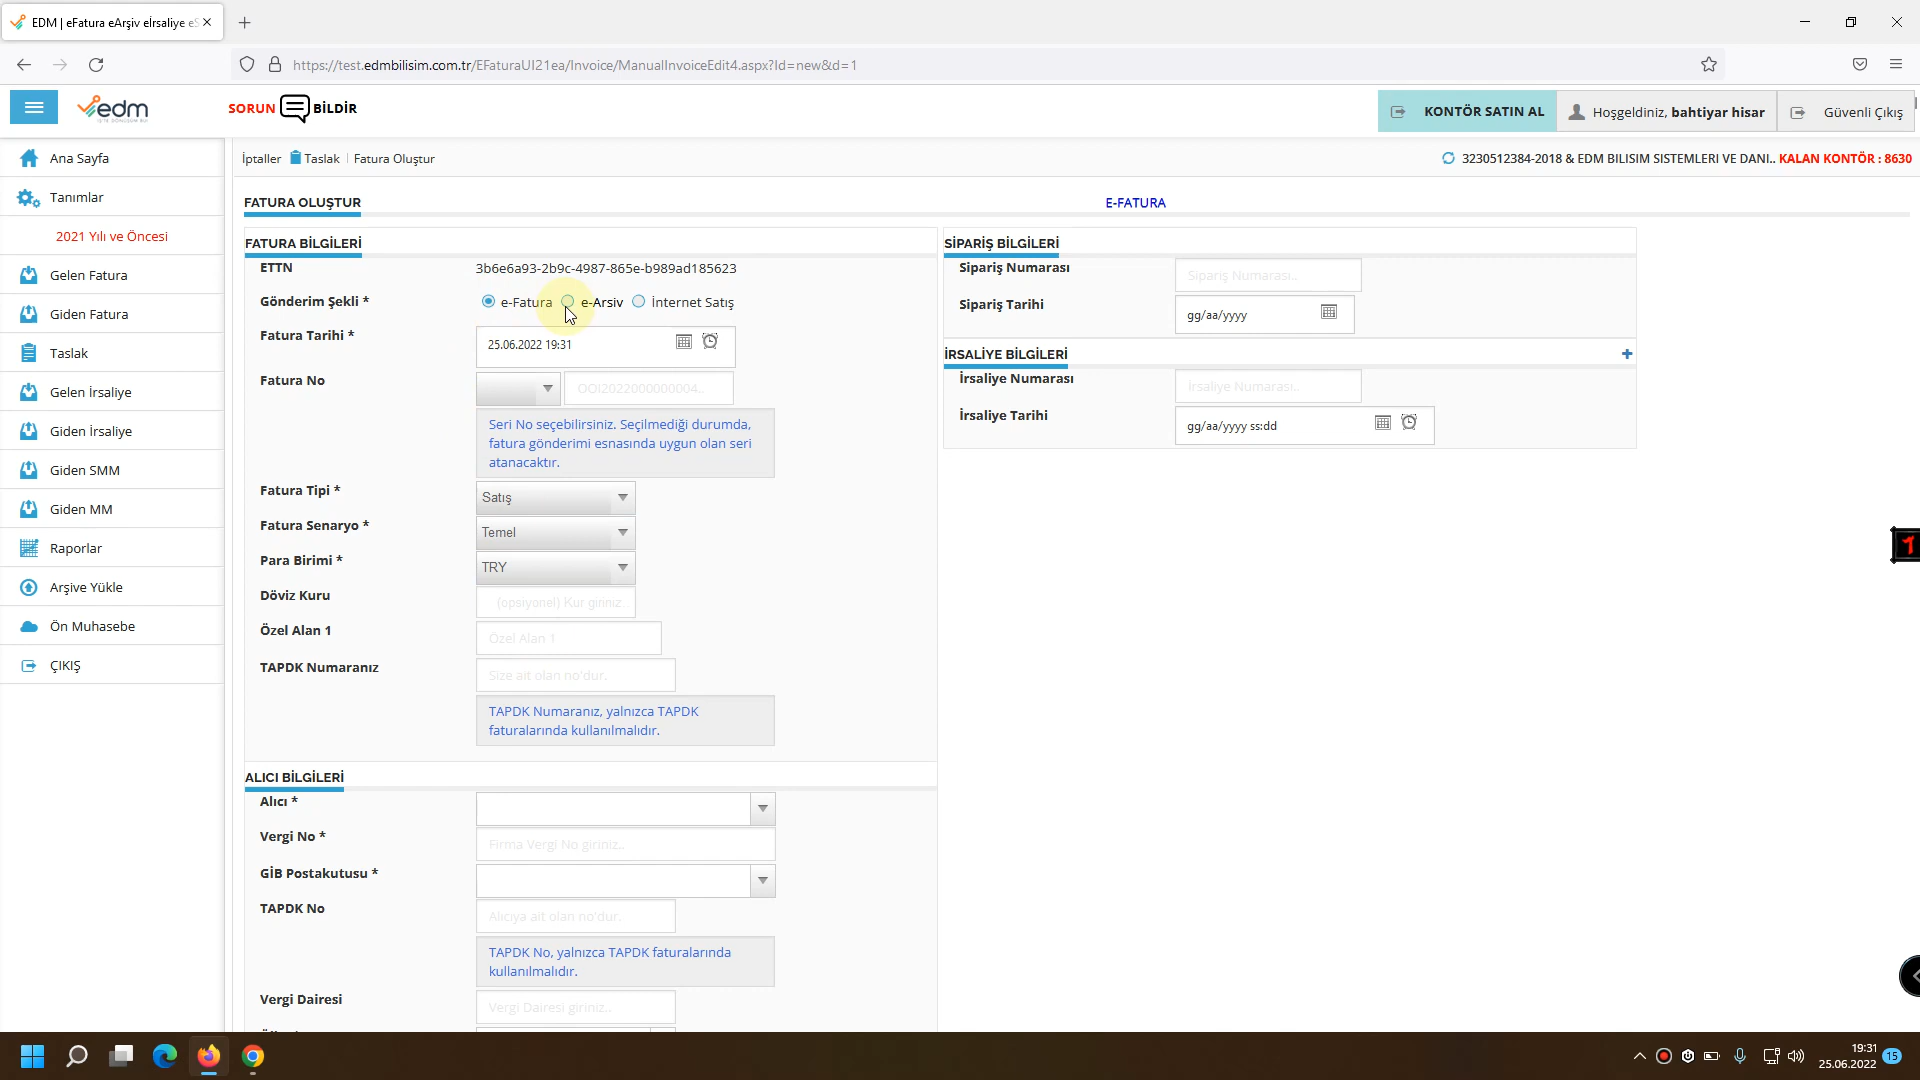 EDM | eFatura eArşiv eİrsaliye eS
https://test.edmbilisim.com.tr/EFaturaUI21ea/Invoice/ManualInvoiceEdit4.aspx?Id=new&d=1
edm
SORUN BİLDİR
KONTÖR SATIN AL
Hoşgeldiniz, bahtiyar hisar
Güvenli Çıkış
Ana Sayfa
Tanımlar
2021 Yılı ve Öncesi
Gelen Fatura
Giden Fatura
Taslak
Gelen İrsaliye
Giden İrsaliye
Giden SMM
Giden MM
Raporlar
Arşive Yükle
Ön Muhasebe
ÇIKIŞ
İptaller Taslak | Fatura Oluştur
3230512384-2018 & EDM BILISIM SISTEMLERI VE DANI.. KALAN KONTÖR : 8630
FATURA OLUŞTUR
E-FATURA
FATURA BİLGİLERİ
ETTN 3b6e6a93-2b9c-4987-865e-b989ad185623
Gönderim Şekli * e-Fatura e-Arsiv İnternet Satış
Fatura Tarihi * 25.06.2022 19:31
Fatura No OOI2022000000004..
Seri No seçebilirsiniz. Seçilmediği durumda,
fatura gönderimi esnasında uygun olan seri
atanacaktır.
Fatura Tipi * Satış
Fatura Senaryo * Temel
Para Birimi * TRY
Döviz Kuru (opsiyonel) Kur giriniz..
Özel Alan 1 Özel Alan 1
TAPDK Numaranız Size ait olan no'dur.
TAPDK Numaranız, yalnızca TAPDK
faturalarında kullanılmalıdır.
ALICI BİLGİLERİ
Alıcı *
Vergi No * Firma Vergi No giriniz..
GİB Postakutusu *
TAPDK No Alıcıya ait olan no'dur.
TAPDK No, yalnızca TAPDK faturalarında
kullanılmalıdır.
Vergi Dairesi Vergi Dairesi giriniz..
SİPARİŞ BİLGİLERİ
Sipariş Numarası Sipariş Numarası..
Sipariş Tarihi gg/aa/yyyy
İRSALİYE BİLGİLERİ +
İrsaliye Numarası İrsaliye Numarası..
İrsaliye Tarihi gg/aa/yyyy ss:dd
19:31
25.06.2022
15